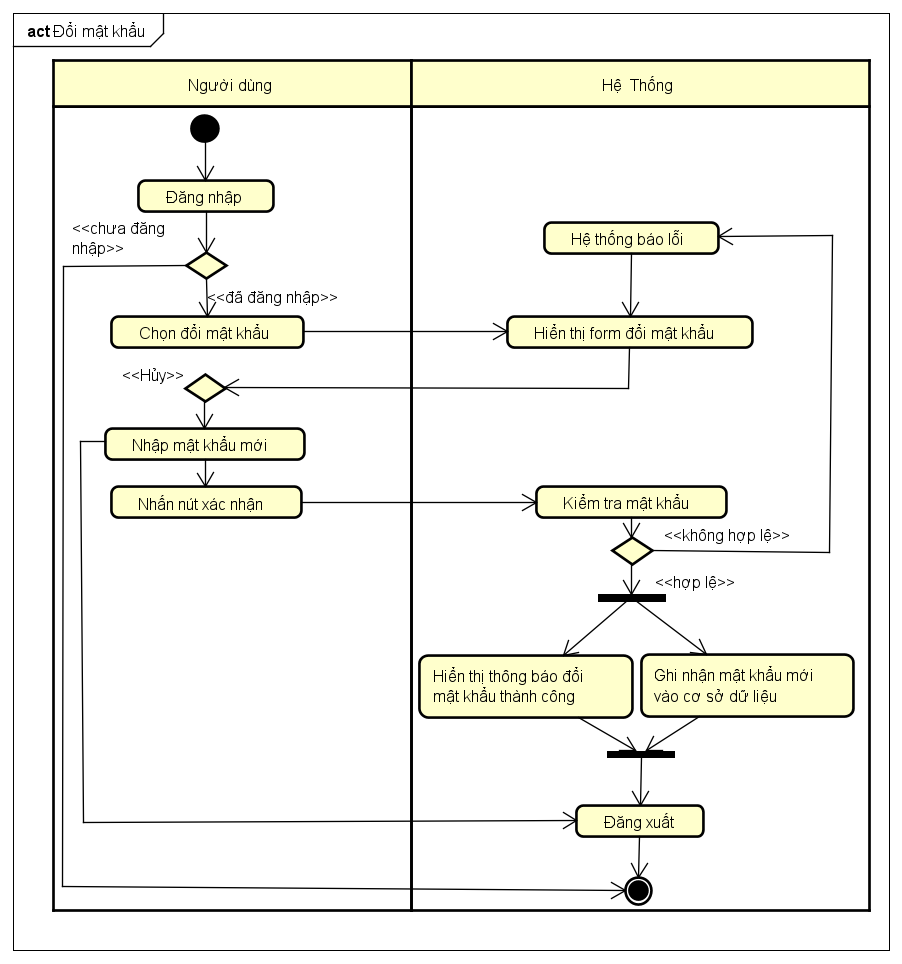 act Đổi mật khẩu
Người dùng
Hệ Thống
Đăng nhập
<<chưa đăng
nhập>>
Hệ thống báo lỗi
<<đã đăng nhập>>
Chọn đổi mật khẩu
Hiển thị form đổi mật khẩu
<<Hủy>>
Nhập mật khẩu mới
Nhấn nút xác nhận
Kiểm tra mật khẩu
<<không hợp lệ>>
<<hợp lệ>>
Hiển thị thông báo đổi
mật khẩu thành công
Ghi nhận mật khẩu mới
vào cơ sở dữ liệu
Đăng xuất